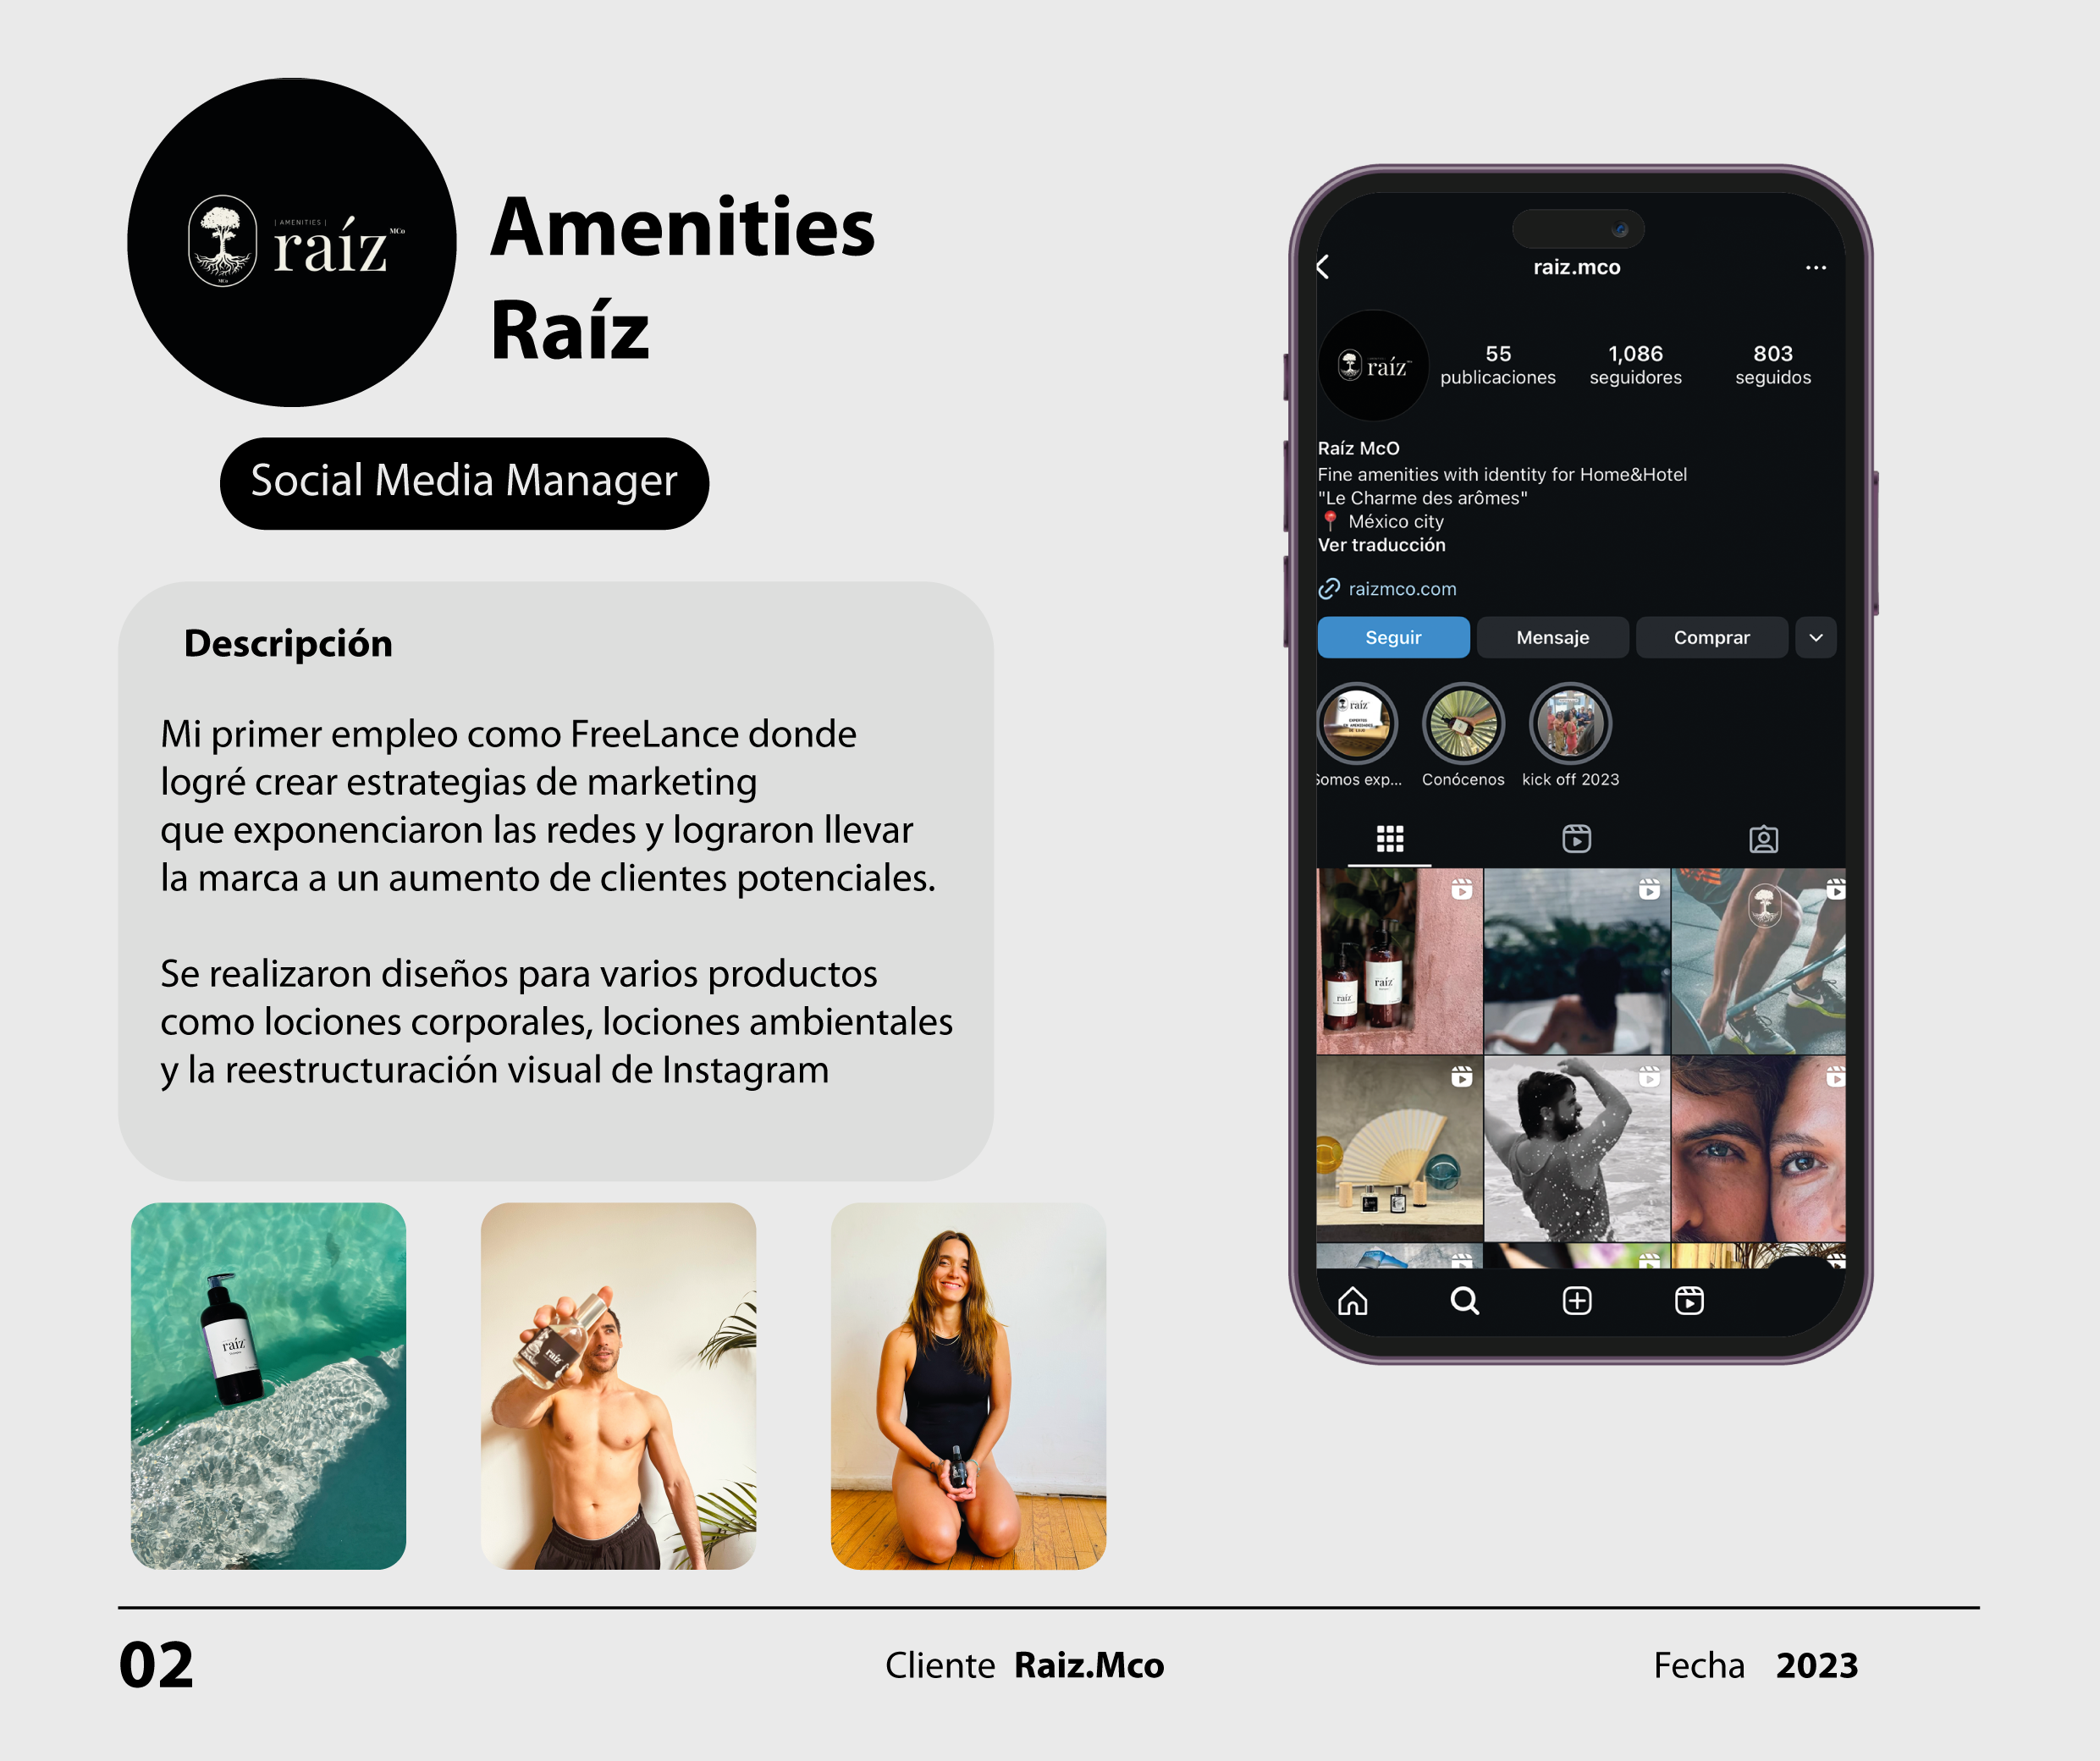 | AMENITIES |
raíz MCo
MCo
Amenities
Raíz
Social Media Manager
Descripción
Mi primer empleo como FreeLance donde
logré crear estrategias de marketing
que exponenciaron las redes y lograron llevar
la marca a un aumento de clientes potenciales.
Se realizaron diseños para varios productos
como lociones corporales, lociones ambientales
y la reestructuración visual de Instagram
raíz
raíz
raiz.mco
raíz
55 1,086 803
publicaciones seguidores seguidos
Raíz McO
Fine amenities with identity for Home&Hotel
"Le Charme des arômes"
México city
Ver traducción
raizmco.com
Seguir Mensaje Comprar
raíz
EXPERTOS
Somos exp... Conócenos kick off 2023
raíz
raíz
02 Cliente Raiz.Mco Fecha 2023